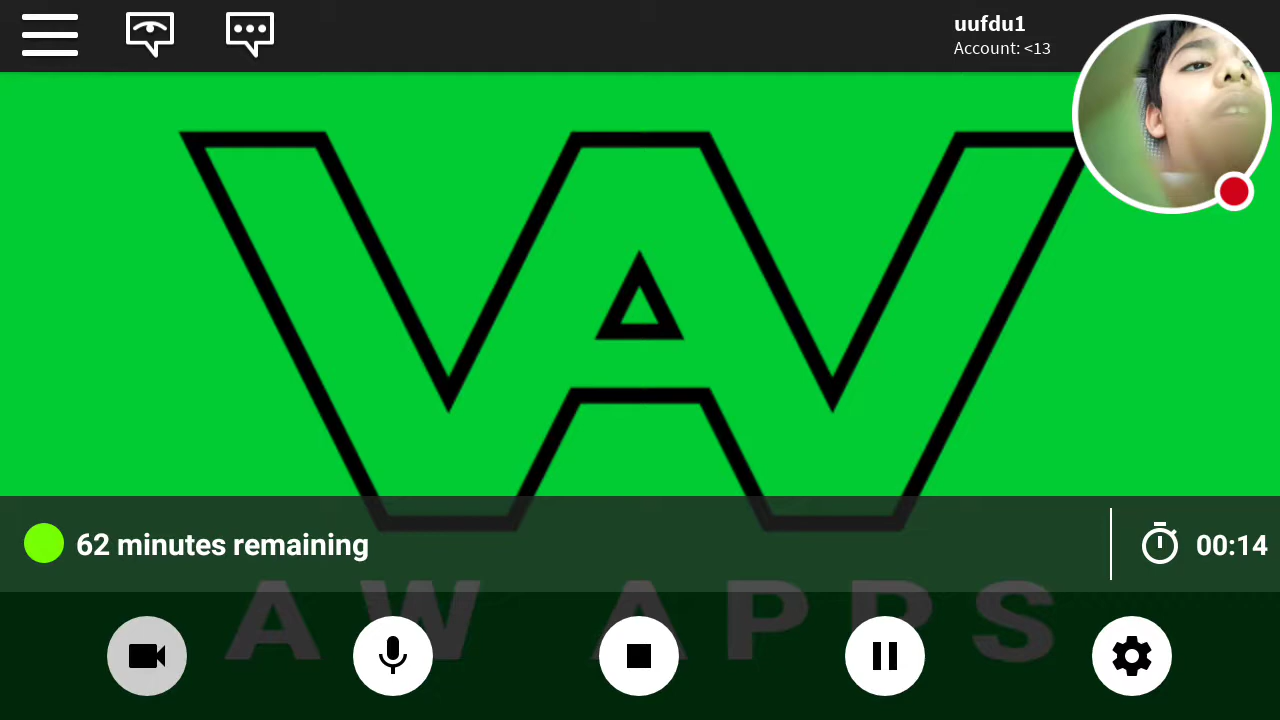 uufdu1
Account: <13
62 minutes remaining
00:14
AW APPS